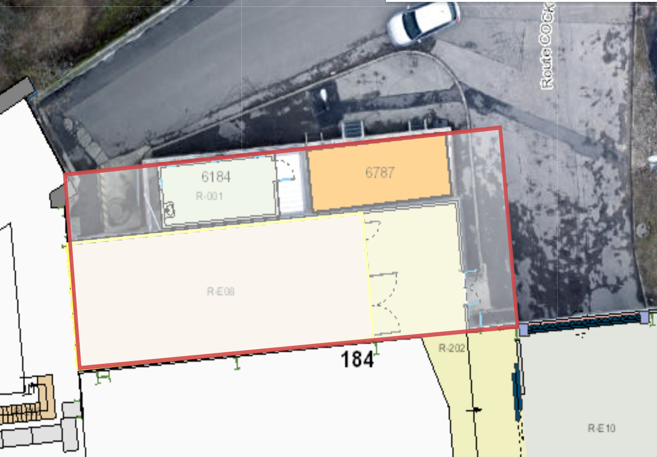 Route COCK
6184
R-001
6787
R-E08
184
R-202
R-E10